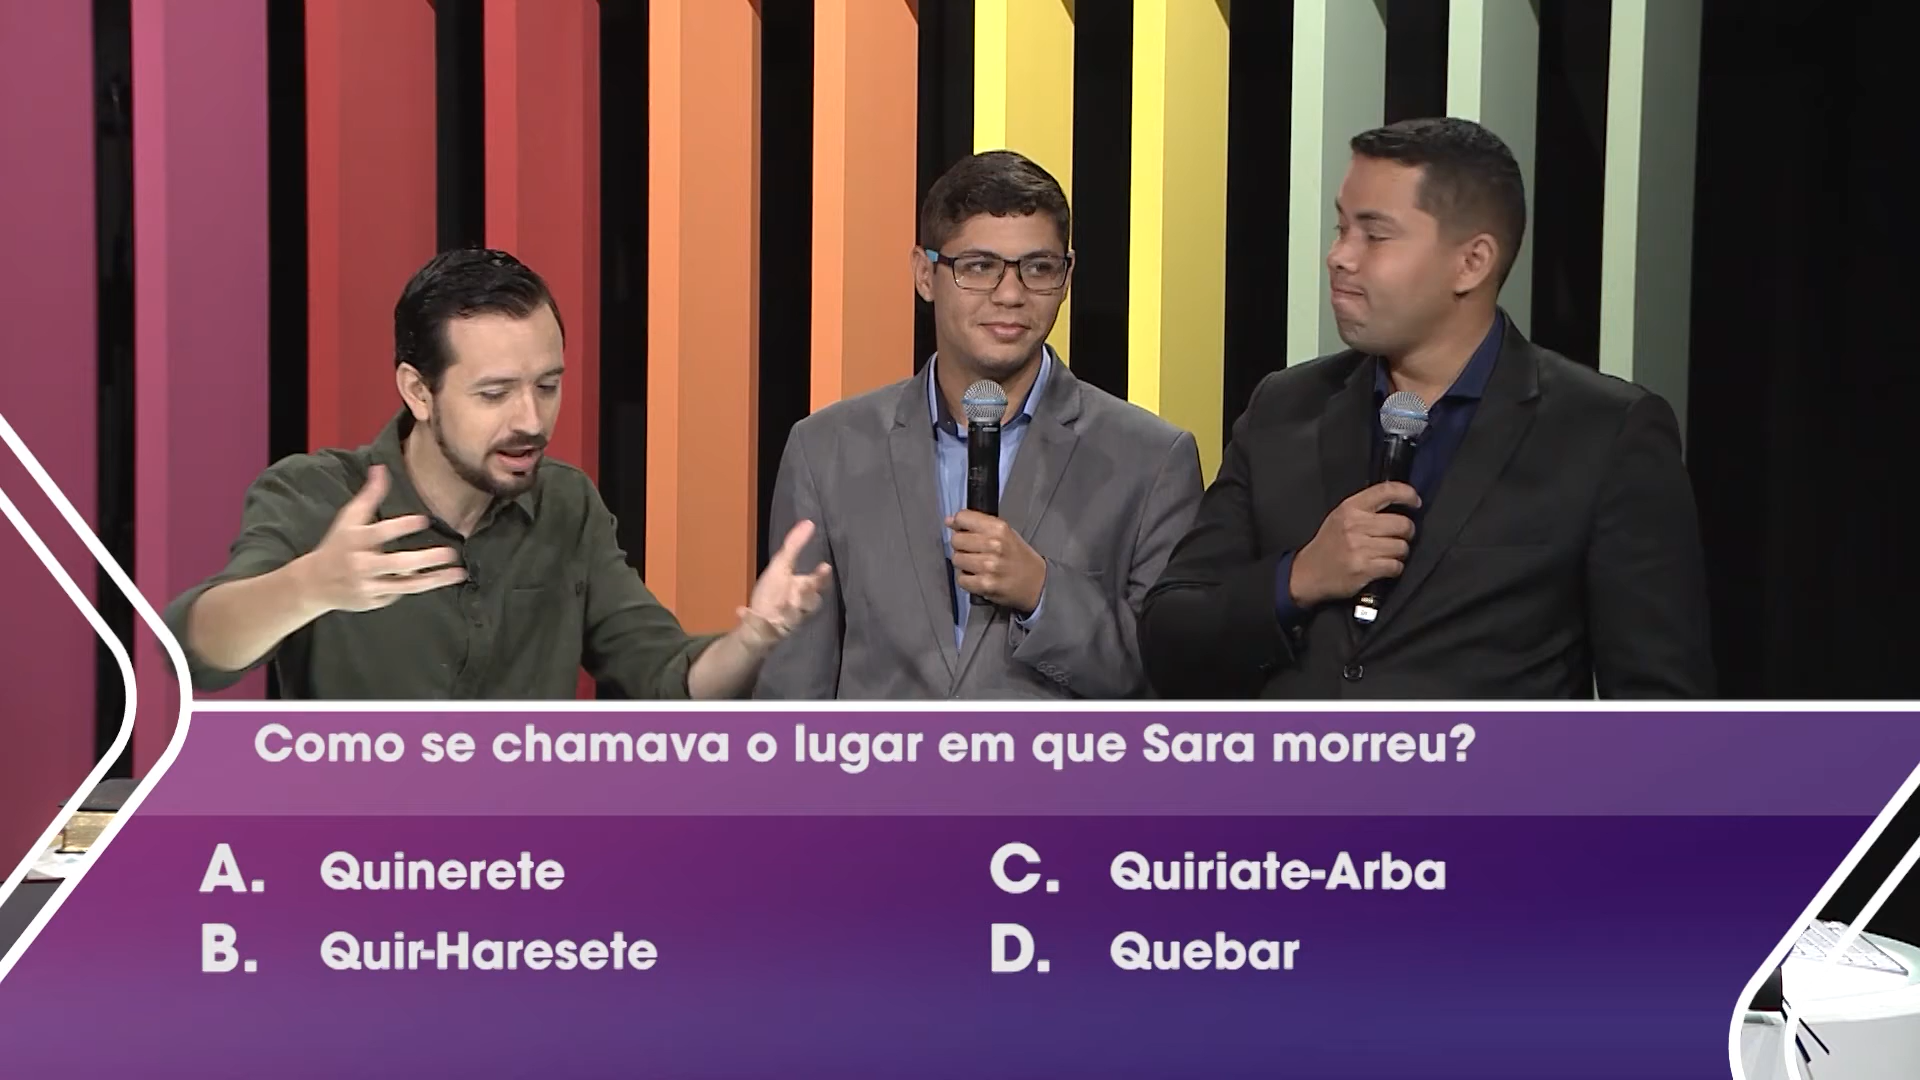 Como se chamava o lugar em que Sara morreu?
A. Quinerete
B. Quir-Haresete
C. Quiriate-Arba
D. Quebar